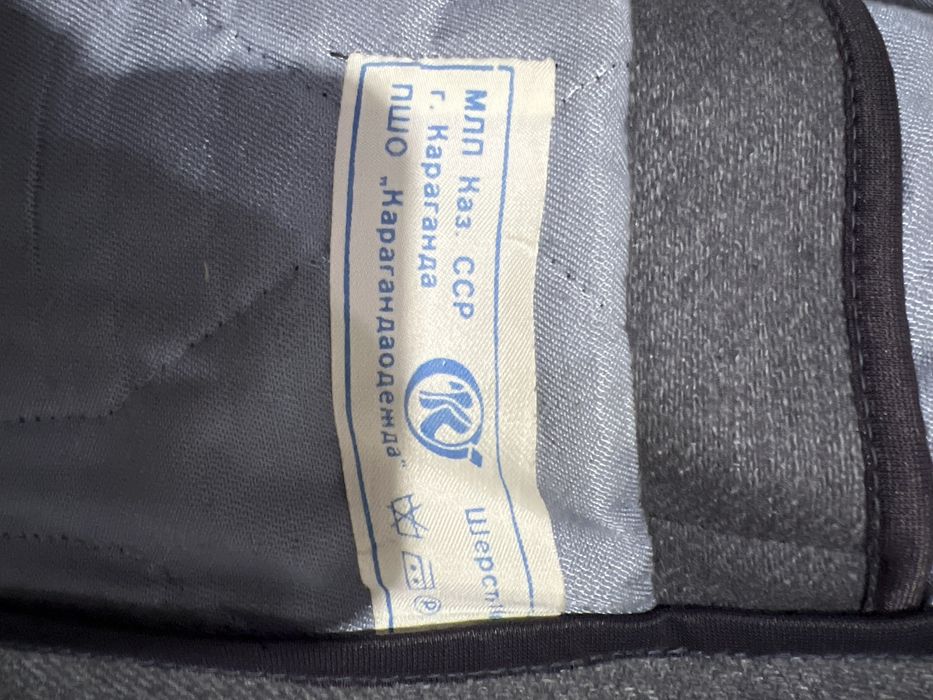 МЛП Каз. ССР
г. Караганда
ПШО „Карагандаодежда“
Шерсть
Р